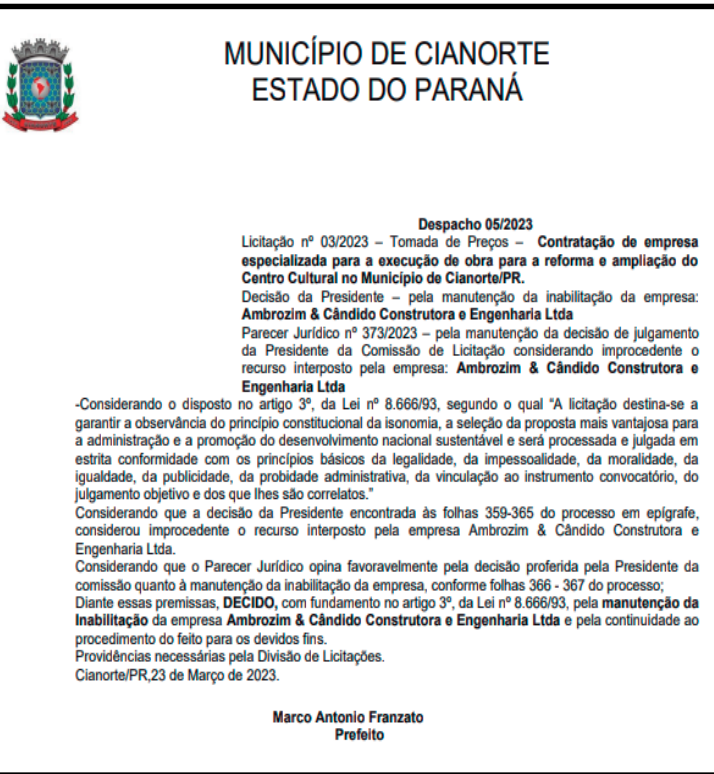 MUNICÍPIO DE CIANORTE
ESTADO DO PARANÁ
Despacho 05/2023
Licitação nº 03/2023 – Tomada de Preços – Contratação de empresa
especializada para a execução de obra para a reforma e ampliação do
Centro Cultural no Município de Cianorte/PR.
Decisão da Presidente – pela manutenção da inabilitação da empresa:
Ambrozim & Cândido Construtora e Engenharia Ltda
Parecer Jurídico nº 373/2023 – pela manutenção da decisão de julgamento
da Presidente da Comissão de Licitação considerando improcedente o
recurso interposto pela empresa: Ambrozim & Cândido Construtora e
Engenharia Ltda
-Considerando o disposto no artigo 3º, da Lei nº 8.666/93, segundo o qual “A licitação destina-se a
garantir a observância do princípio constitucional da isonomia, a seleção da proposta mais vantajosa para
a administração e a promoção do desenvolvimento nacional sustentável e será processada e julgada em
estrita conformidade com os princípios básicos da legalidade, da impessoalidade, da moralidade, da
igualdade, da publicidade, da probidade administrativa, da vinculação ao instrumento convocatório, do
julgamento objetivo e dos que lhes são correlatos.”
Considerando que a decisão da Presidente encontrada às folhas 359-365 do processo em epígrafe,
considerou improcedente o recurso interposto pela empresa Ambrozim & Cândido Construtora e
Engenharia Ltda.
Considerando que o Parecer Jurídico opina favoravelmente pela decisão proferida pela Presidente da
comissão quanto à manutenção da inabilitação da empresa, conforme folhas 366 - 367 do processo;
Diante essas premissas, DECIDO, com fundamento no artigo 3º, da Lei nº 8.666/93, pela manutenção da
Inabilitação da empresa Ambrozim & Cândido Construtora e Engenharia Ltda e pela continuidade ao
procedimento do feito para os devidos fins.
Providências necessárias pela Divisão de Licitações.
Cianorte/PR,23 de Março de 2023.
Marco Antonio Franzato
Prefeito